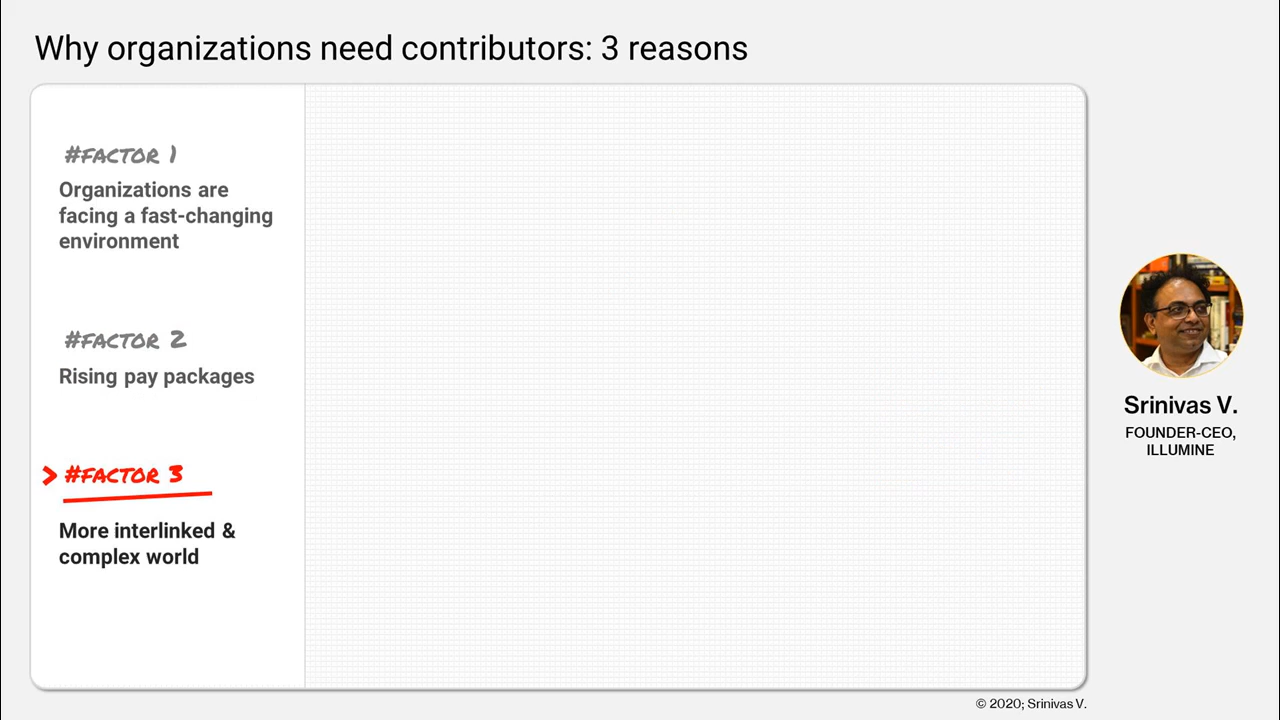 Why organizations need contributors: 3 reasons
#FACTOR 1
Organizations are
facing a fast-changing
environment
#FACTOR 2
Rising pay packages
> #FACTOR 3
More interlinked &
complex world
Srinivas V.
FOUNDER-CEO,
ILLUMINE
© 2020; Srinivas V.